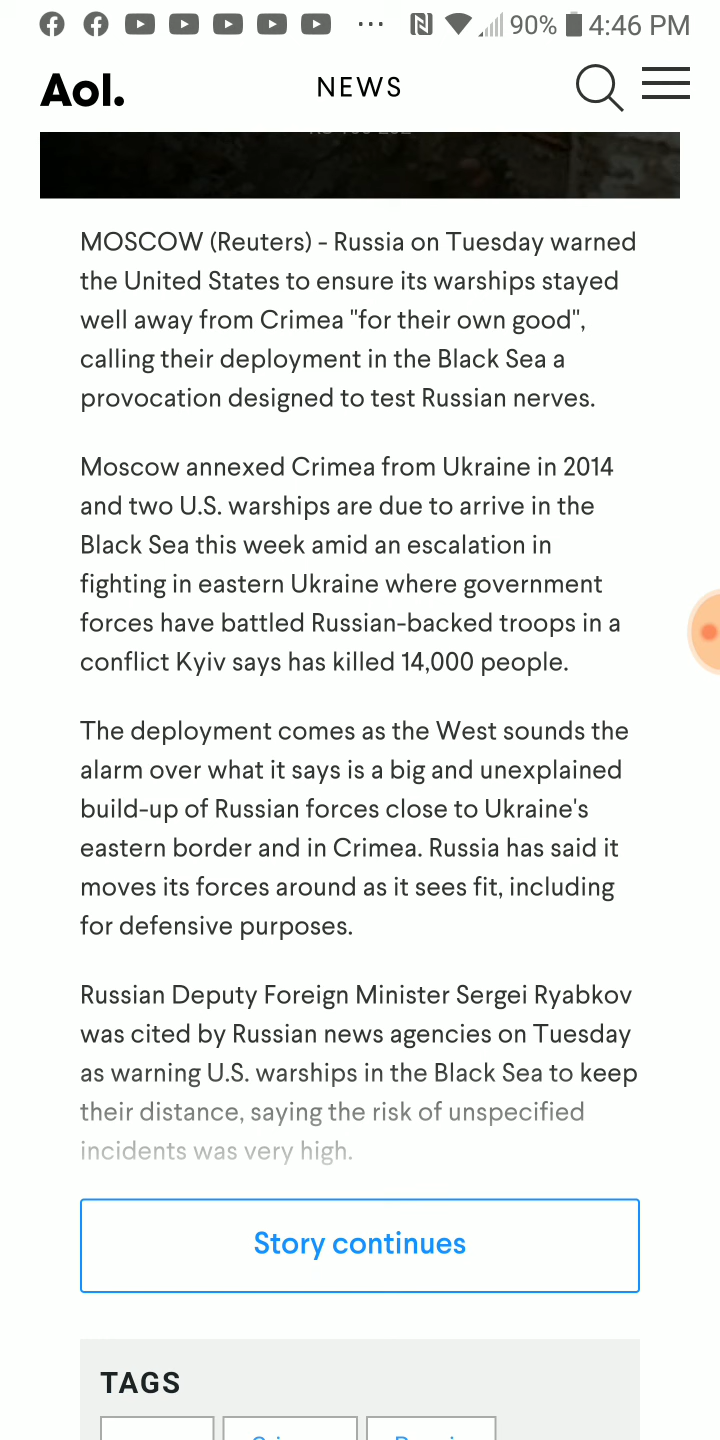 90% 4:46 PM
Aol.
NEWS
MOSCOW (Reuters) - Russia on Tuesday warned
the United States to ensure its warships stayed
well away from Crimea "for their own good",
calling their deployment in the Black Sea a
provocation designed to test Russian nerves.
Moscow annexed Crimea from Ukraine in 2014
and two U.S. warships are due to arrive in the
Black Sea this week amid an escalation in
fighting in eastern Ukraine where government
forces have battled Russian-backed troops in a
conflict Kyiv says has killed 14,000 people.
The deployment comes as the West sounds the
alarm over what it says is a big and unexplained
build-up of Russian forces close to Ukraine's
eastern border and in Crimea. Russia has said it
moves its forces around as it sees fit, including
for defensive purposes.
Russian Deputy Foreign Minister Sergei Ryabkov
was cited by Russian news agencies on Tuesday
as warning U.S. warships in the Black Sea to keep
their distance, saying the risk of unspecified
incidents was very high.
Story continues
TAGS